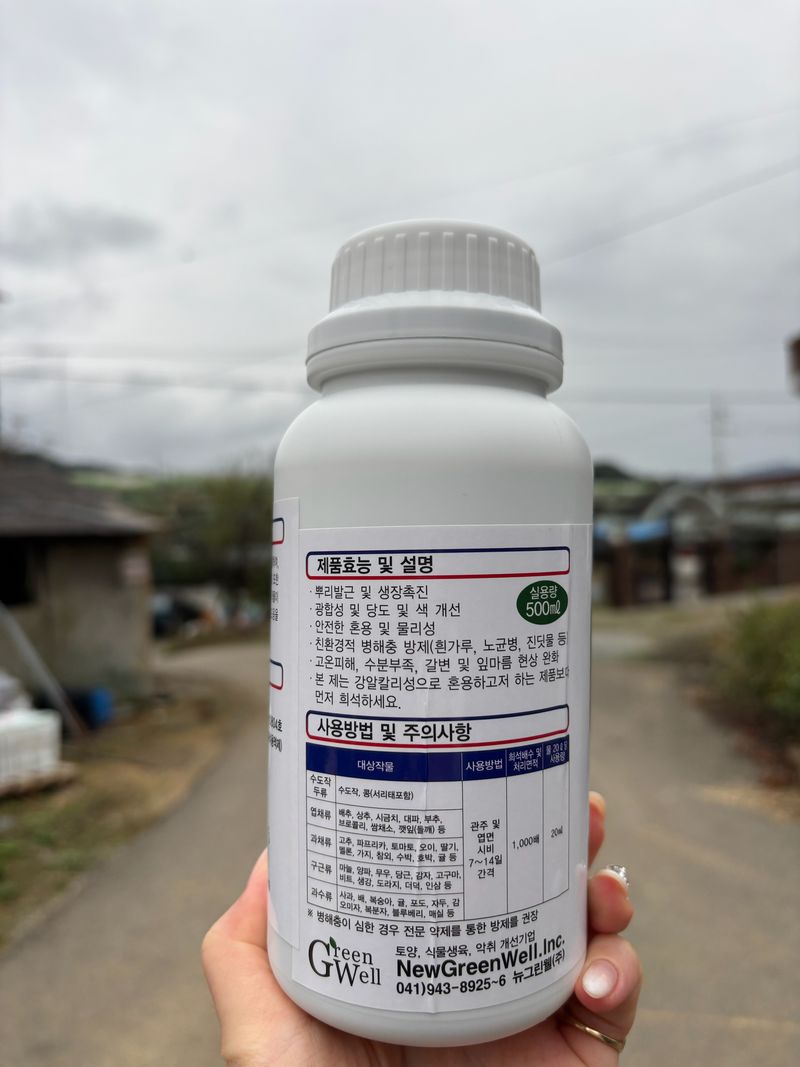 제품효능 및 설명
· 뿌리발근 및 생장촉진
· 광합성 및 당도 및 색 개선
· 안전한 혼용 및 물리성
· 친환경적 병해충 방제(흰가루, 노균병, 진딧물 등
· 고온피해, 수분부족, 갈변 및 잎마름 현상 완화
· 본 제는 강알칼리성으로 혼용하고저 하는 제품보다
먼저 희석하세요.
실용량
500㎖
사용방법 및 주의사항
대상작물 사용방법 희석배수 및 처리면적 물 20ℓ당 사용량
수도작 두류 수도작, 콩(서리태포함)
엽채류 배추, 상추, 시금치, 대파, 부추,
브로콜리, 쌈채소, 깻잎(들깨) 등
과채류 고추, 파프리카, 토마토, 오이, 딸기,
멜론, 가지, 참외, 수박, 호박, 귤 등
구근류 마늘, 양파, 무우, 당근, 감자, 고구마,
비트, 생강, 도라지, 더덕, 인삼 등
과수류 사과, 배, 복숭아, 귤, 포도, 자두, 감
오미자, 복분자, 블루베리, 매실 등
관주 및
엽면
시비
7～14일
간격
1,000배
20㎖
※ 병해충이 심한 경우 전문 약제를 통한 방제를 권장
Green
Well
토양, 식물생육, 악취 개선기업
NewGreenWell.Inc.
041)943-8925~6 뉴그린웰(주)